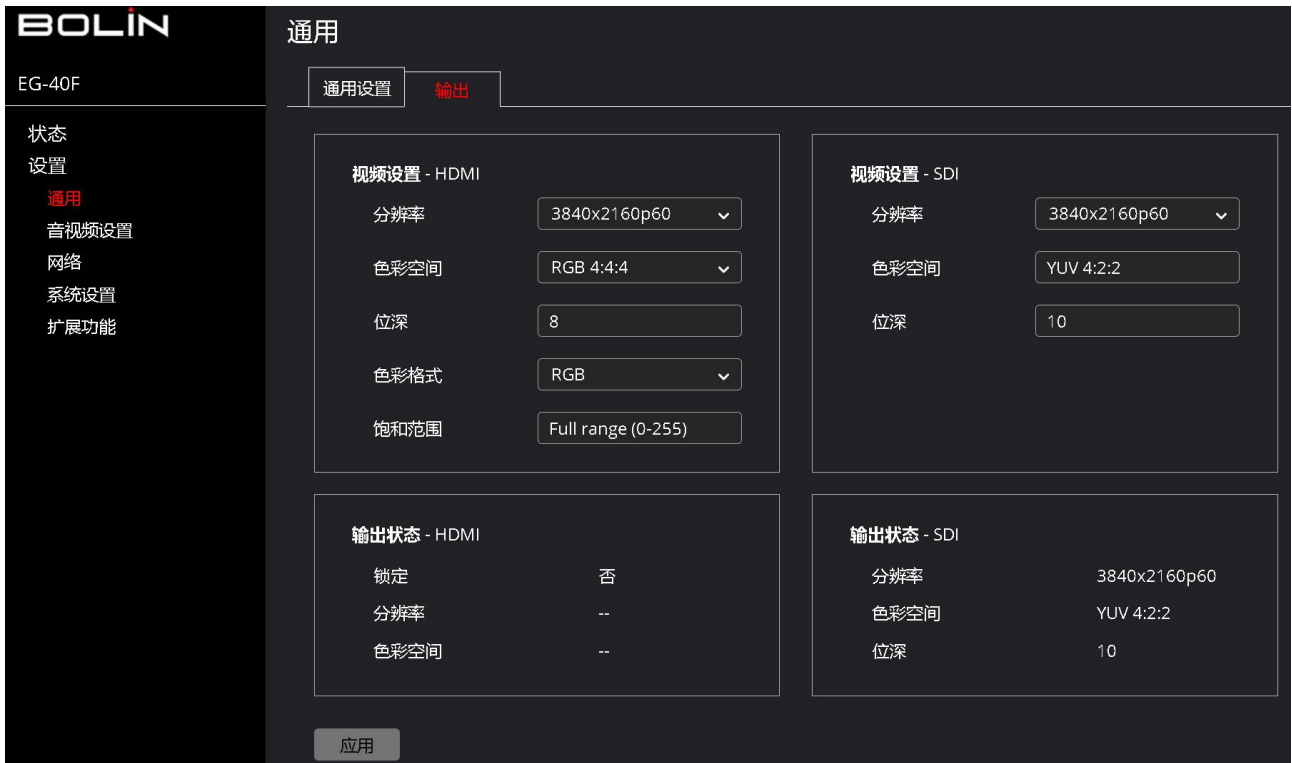 BOLIN
EG-40F
状态
设置
通用
音视频设置
网络
系统设置
扩展功能
通用
通用设置
输出
视频设置 - HDMI
分辨率 3840x2160p60
色彩空间 RGB 4:4:4
位深 8
色彩格式 RGB
饱和范围 Full range (0-255)
视频设置 - SDI
分辨率 3840x2160p60
色彩空间 YUV 4:2:2
位深 10
输出状态 - HDMI
锁定 否
分辨率 --
色彩空间 --
输出状态 - SDI
分辨率 3840x2160p60
色彩空间 YUV 4:2:2
位深 10
应用